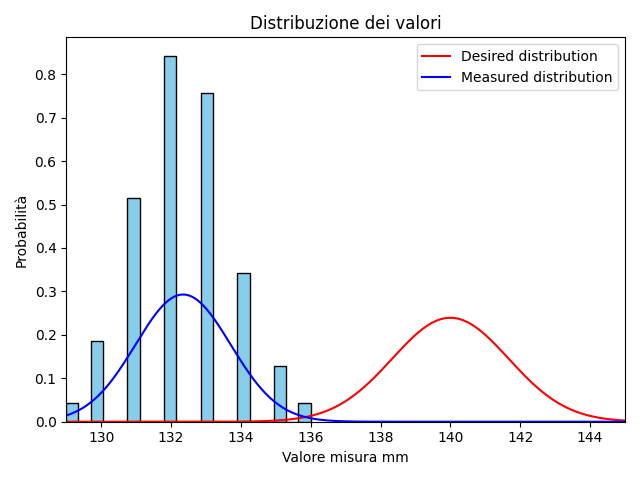 Distribuzione dei valori
Desired distribution
Measured distribution
Probabilità
0.8
0.7
0.6
0.5
0.4
0.3
0.2
0.1
0.0
130 132 134 136 138 140 142 144
Valore misura mm